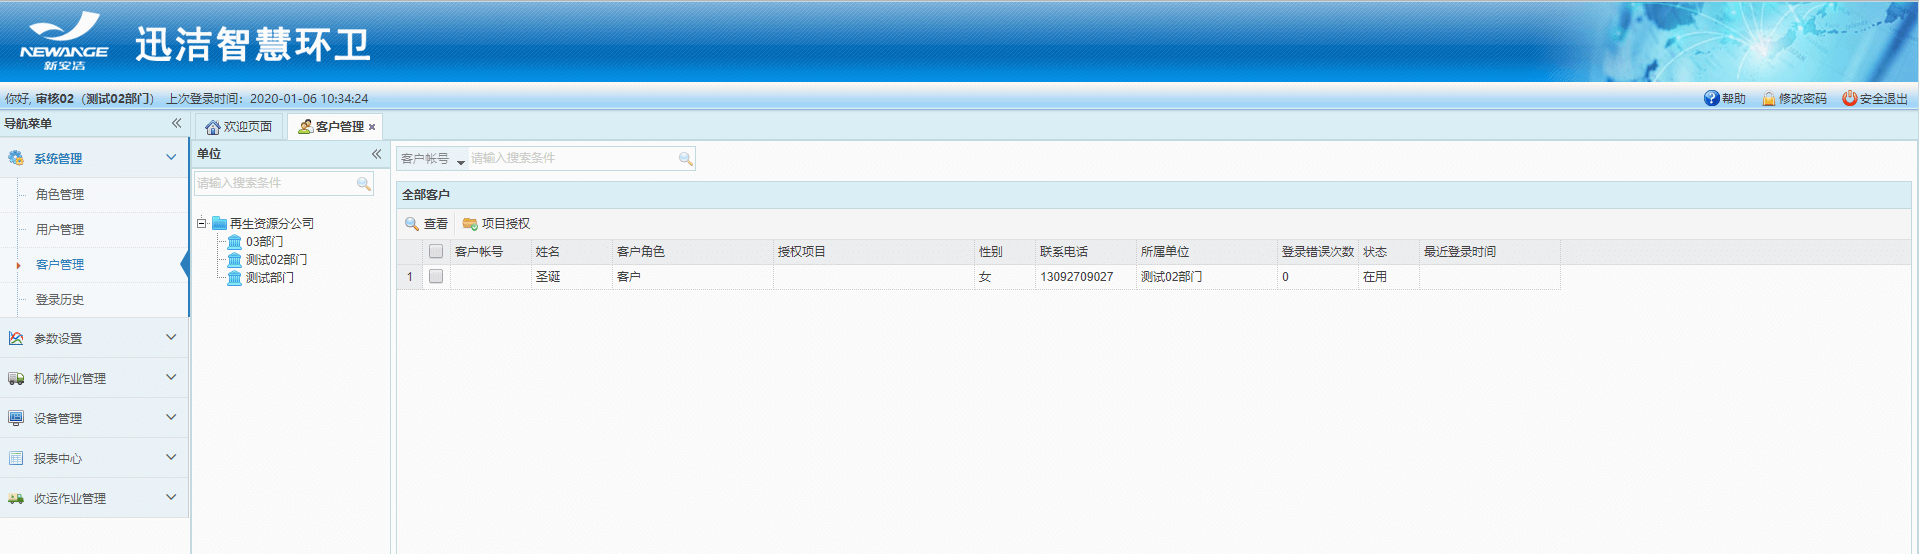 NEWANGE
新安洁
迅洁智慧环卫
你好, 审核02（测试02部门） 上次登录时间：2020-01-06 10:34:24
帮助 修改密码 安全退出
导航菜单
系统管理
角色管理
用户管理
客户管理
登录历史
参数设置
机械作业管理
设备管理
报表中心
收运作业管理
欢迎页面 客户管理
单位
请输入搜索条件
再生资源分公司
03部门
测试02部门
测试部门
客户帐号 请输入搜索条件
全部客户
查看 项目授权
客户帐号 姓名 客户角色 授权项目 性别 联系电话 所属单位 登录错误次数 状态 最近登录时间
1 圣诞 客户 女 13092709027 测试02部门 0 在用